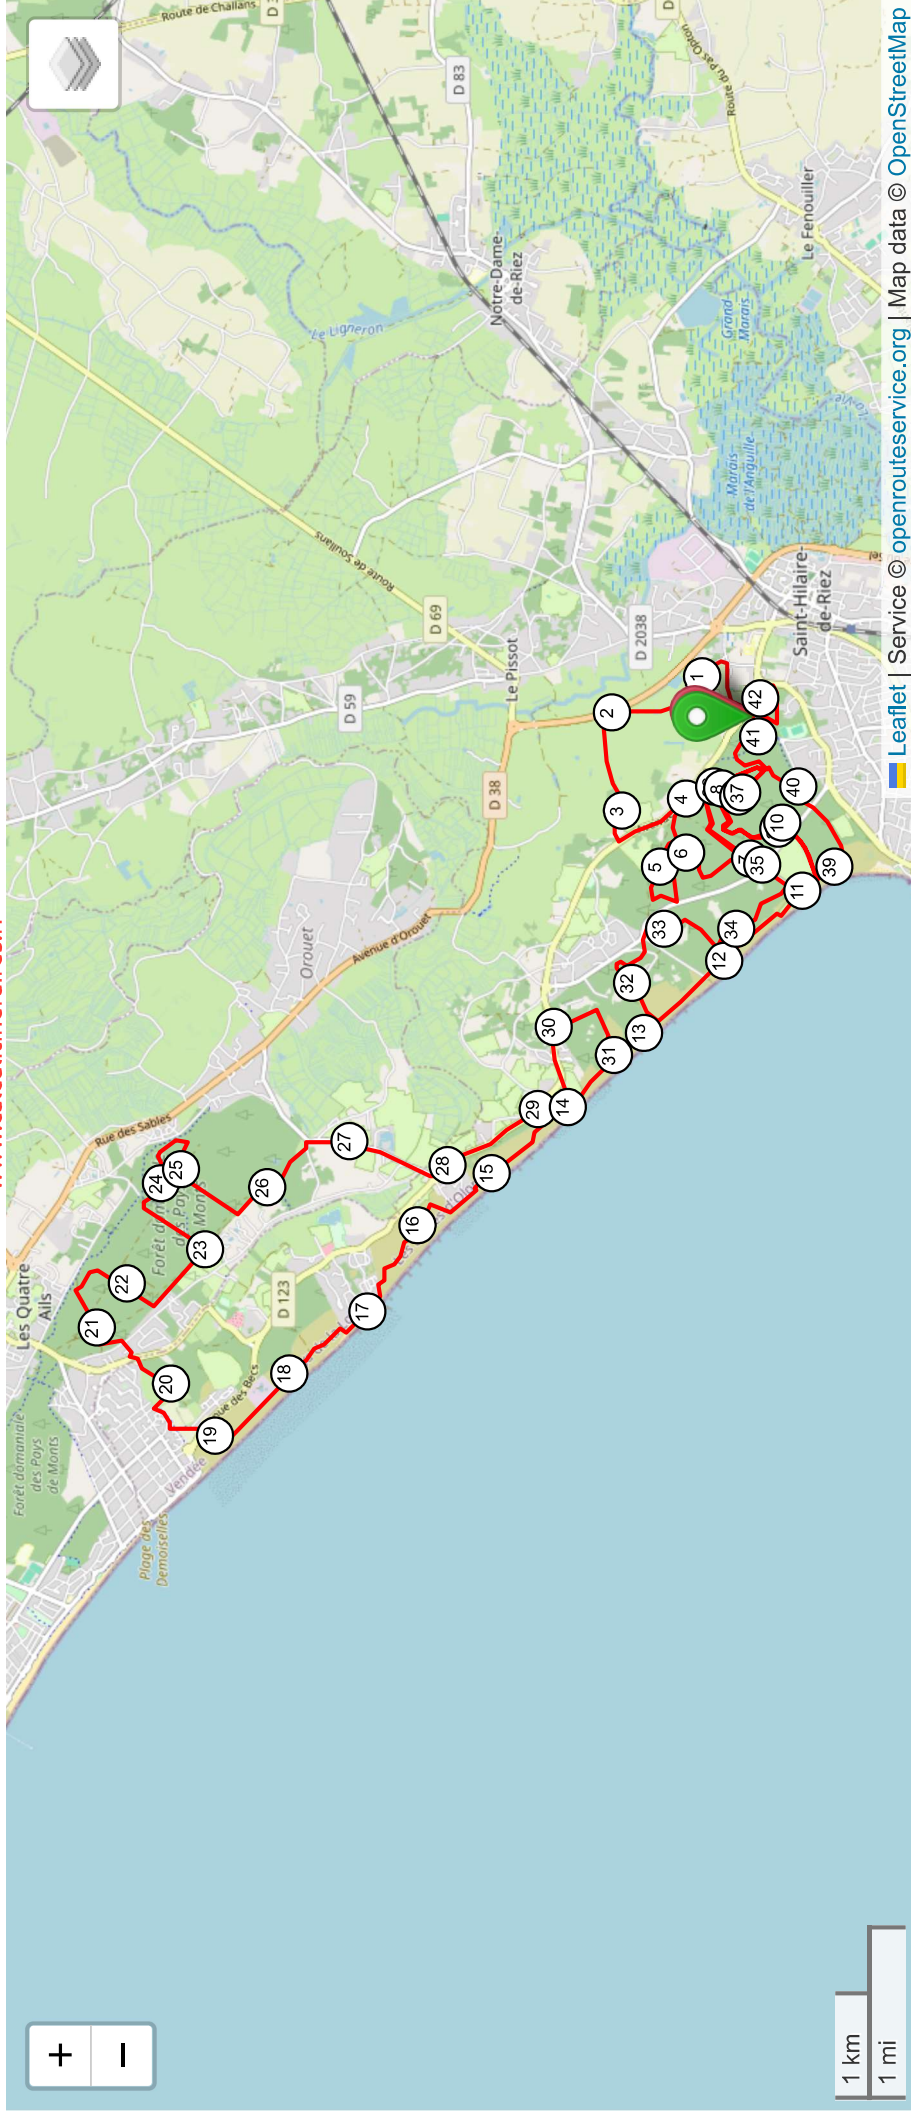 +
−
1 km
1 mi
Les Quatre
Ails
Forêt domaniale
des Pays
de Monts
Plage des
Demoiselles
Vendée
Rue des Sables
Avenue d'Orouet
Orouet
D 123
D 38
D 59
D 69
D 83
D 2038
Le Pissot
Route de Soullans
Route de Challans
Le Ligneron
Notre-Dame-
de-Riez
Grand-
Marais
Marais
de l'Anguille
La Vie
Le Fenouiller
Route du Pas Opton
Saint-Hilaire-
de-Riez
1
2
3
4
5
6
7
8
10
11
12
13
14
15
16
17
18
19
20
21
22
23
24
25
26
27
28
29
30
31
32
33
34
35
37
39
40
41
42
Leaflet | Service © openrouteservice.org | Map data © OpenStreetMap